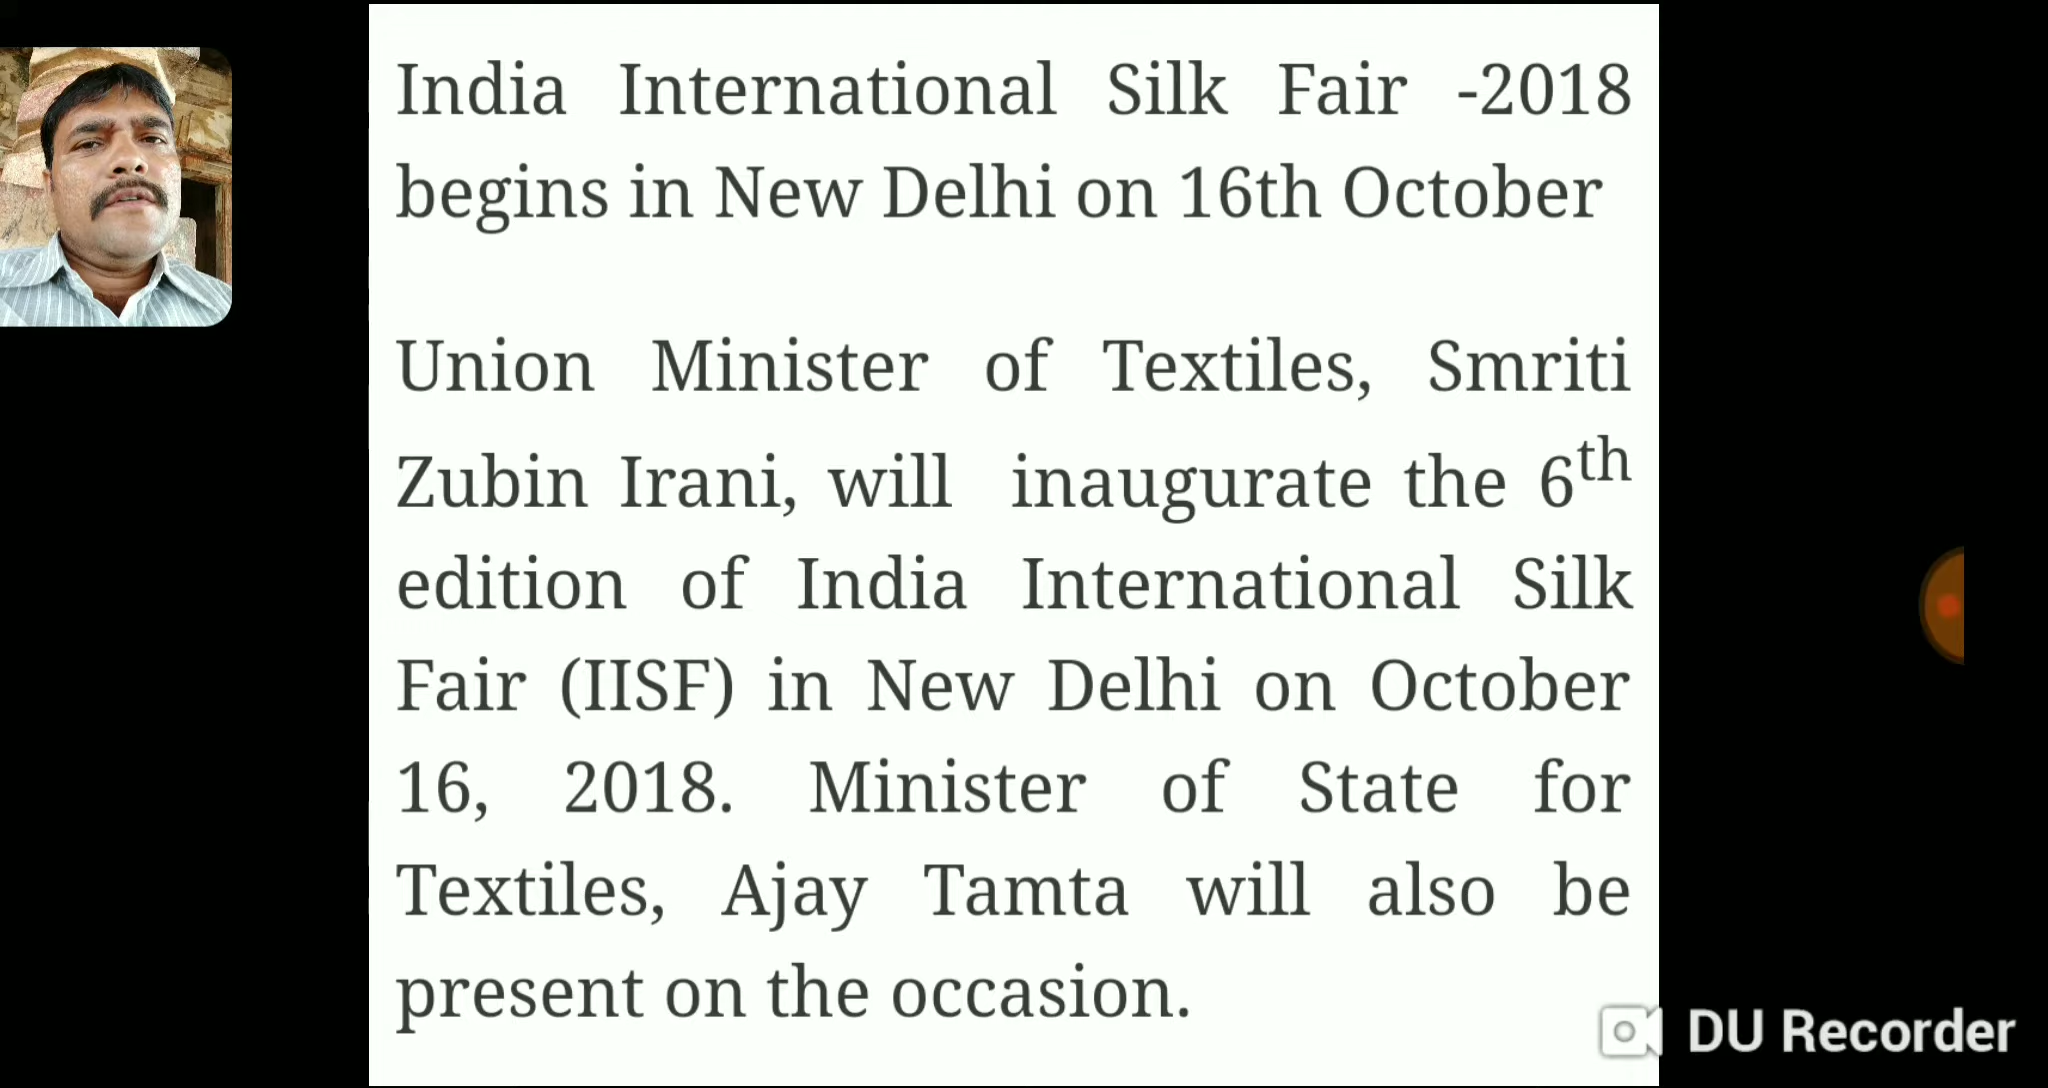 India International Silk Fair -2018
begins in New Delhi on 16th October
Union Minister of Textiles, Smriti
Zubin Irani, will inaugurate the 6th
edition of India International Silk
Fair (IISF) in New Delhi on October
16, 2018. Minister of State for
Textiles, Ajay Tamta will also be
present on the occasion.
DU Recorder